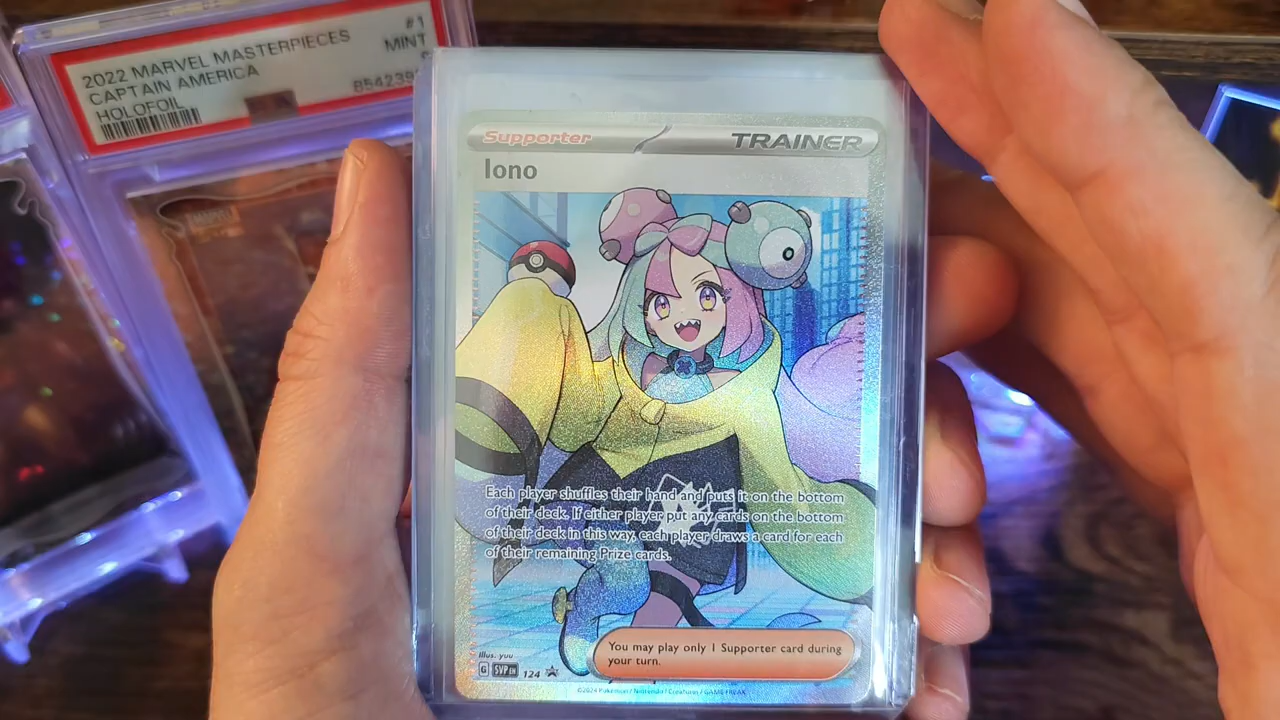 2022 MARVEL MASTERPIECES
CAPTAIN AMERICA
HOLOFOIL
#1
MINT
MARVEL
Supporter
TRAINER
Iono
Each player shuffles their hand and puts it on the bottom
of their deck. If either player put any cards on the bottom
of their deck in this way, each player draws a card for each
of their remaining Prize cards.
You may play only 1 Supporter card during
your turn.
Illus. yuu
G SVP EN 124
©2024 Pokémon / Nintendo / Creatures / GAME FREAK